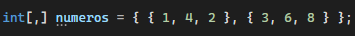 int[,] numeros = { { 1, 4, 2 }, { 3, 6, 8 } };